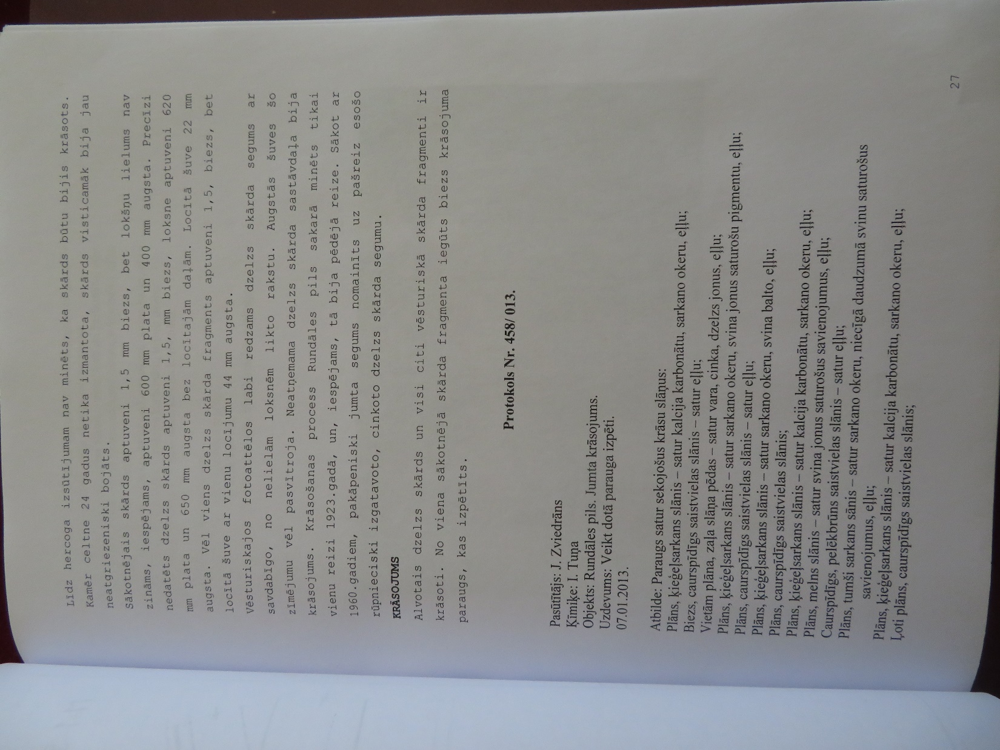 Līdz hercoga izsūtījumam nav minēts, ka skārds būtu bijis krāsots.
Kamēr celtne 24 gadus netika izmantota, skārds visticamāk bija jau
neatgriezeniski bojāts.
Sākotnējais skārds aptuveni 1,5 mm biezs, bet lokšņu lielums nav
zināms, iespējams, aptuveni 600 mm plata un 400 mm augsta. Precīzi
nedatēts dzelzs skārds aptuveni 1,5, mm biezs, loksne aptuveni 620
mm plata un 650 mm augsta bez locītajām daļām. Locītā šuve 22 mm
augsta. Vēl viens dzelzs skārda fragments aptuveni 1,5, biezs, bet
locītā šuve ar vienu locījumu 44 mm augsta.
Vēsturiskajos fotoattēlos labi redzams dzelzs skārda segums ar
savdabīgo, no nelielām loksnēm likto rakstu. Augstās šuves šo
zīmējumu vēl pasvītroja. Neatņemama dzelzs skārda sastāvdaļa bija
krāsojums. Krāsošanas process Rundāles pils sakarā minēts tikai
vienu reizi 1923.gadā, un, iespējams, tā bija pēdējā reize. Sākot ar
1960.gadiem, pakāpeniski jumta segums nomainīts uz pašreiz esošo
rūpnieciski izgatavoto, cinkoto dzelzs skārda segumu.
KRĀSOJUMS
Alvotais dzelzs skārds un visi citi vēsturiskā skārda fragmenti ir
krāsoti. No viena sākotnējā skārda fragmenta iegūts biezs krāsojuma
paraugs, kas izpētīts.
Protokols Nr. 458/ 013.
Pasūtītājs: J. Zviedrāns
Ķīmiķe: I. Tuņa
Objekts: Rundāles pils. Jumta krāsojums.
Uzdevums: Veikt dotā parauga izpēti.
07.01.2013.
Atbilde: Paraugs satur sekojošus krāsu slāņus:
Plāns, ķieģeļsarkans slānis – satur kalcija karbonātu, sarkano okeru, eļļu;
Biezs, caurspīdīgs saistvielas slānis – satur eļļu;
Vietām plāna, zaļa slāņa pēdas – satur vara, cinka, dzelzs jonus, eļļu;
Plāns, ķieģeļsarkans slānis – satur sarkano okeru, svina jonus saturošu pigmentu, eļļu;
Plāns, caurspīdīgs saistvielas slānis – satur eļļu;
Plāns, ķieģeļsarkans slānis – satur sarkano okeru, svina balto, eļļu;
Plāns, caurspīdīgs saistvielas slānis;
Plāns, ķieģeļsarkans slānis – satur kalcija karbonātu, sarkano okeru, eļļu;
Plāns, melns slānis – satur svina jonus saturošus savienojumus, eļļu;
Caurspīdīgs, pelēkbrūns saistvielas slānis – satur eļļu;
Plāns, tumši sarkans sānis – satur sarkano okeru, niecīgā daudzumā svinu saturošus
savienojumus, eļļu;
Plāns, ķieģeļsarkans slānis – satur kalcija karbonātu, sarkano okeru, eļļu;
Ļoti plāns, caurspīdīgs saistvielas slānis;
27